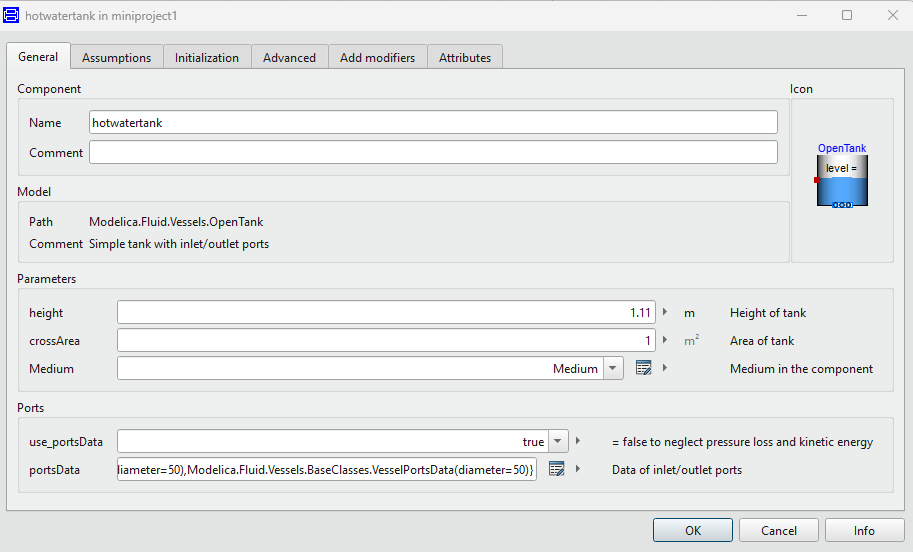 hotwatertank in miniproject1
General Assumptions Initialization Advanced Add modifiers Attributes
Component
Icon
Name hotwatertank
Comment
OpenTank
level =
Model
Path Modelica.Fluid.Vessels.OpenTank
Comment Simple tank with inlet/outlet ports
Parameters
height 1.11 m Height of tank
crossArea 1 m² Area of tank
Medium Medium Medium in the component
Ports
use_portsData true = false to neglect pressure loss and kinetic energy
portsData diameter=50),Modelica.Fluid.Vessels.BaseClasses.VesselPortsData(diameter=50)} Data of inlet/outlet ports
OK Cancel Info